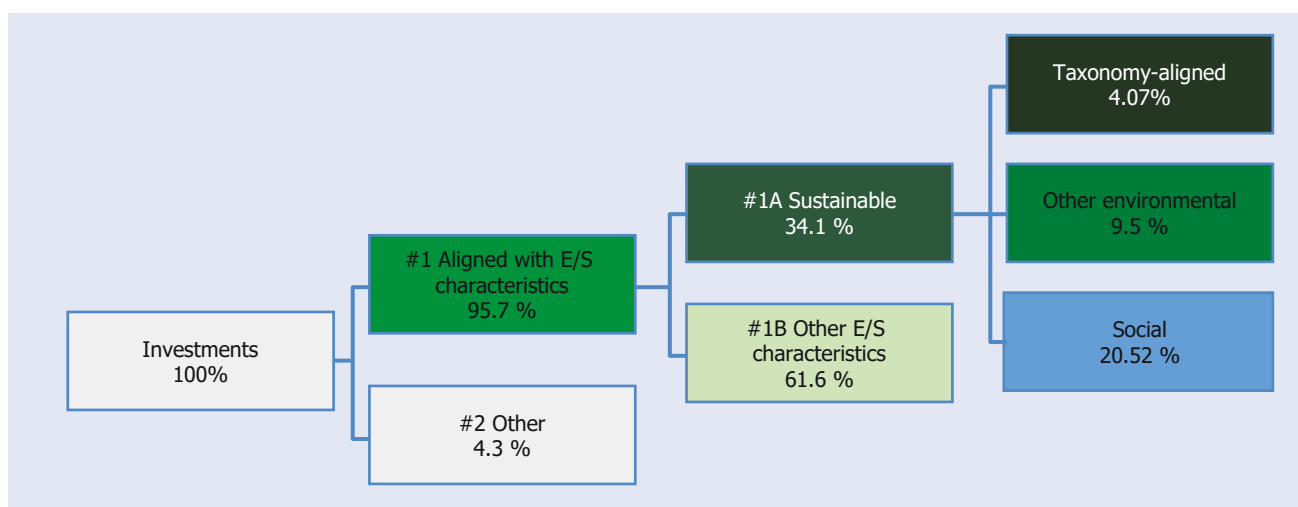 Investments
100%
#1 Aligned with E/S
characteristics
95.7 %
#2 Other
4.3 %
#1A Sustainable
34.1 %
#1B Other E/S
characteristics
61.6 %
Taxonomy-aligned
4.07%
Other environmental
9.5 %
Social
20.52 %